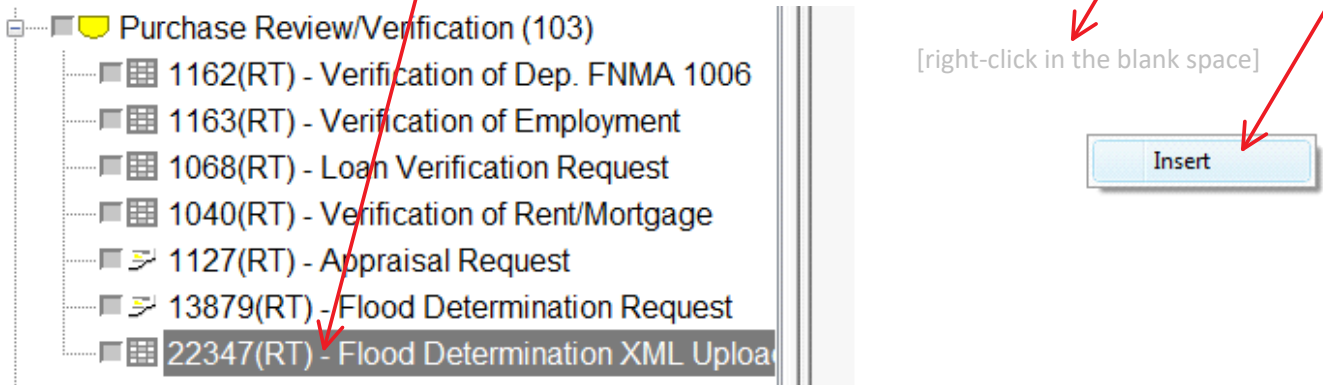 Purchase Review/Verification (103)
1162(RT) - Verification of Dep. FNMA 1006
1163(RT) - Verification of Employment
1068(RT) - Loan Verification Request
1040(RT) - Verification of Rent/Mortgage
1127(RT) - Appraisal Request
13879(RT) - Flood Determination Request
22347(RT) - Flood Determination XML Uploa
[right-click in the blank space]
Insert